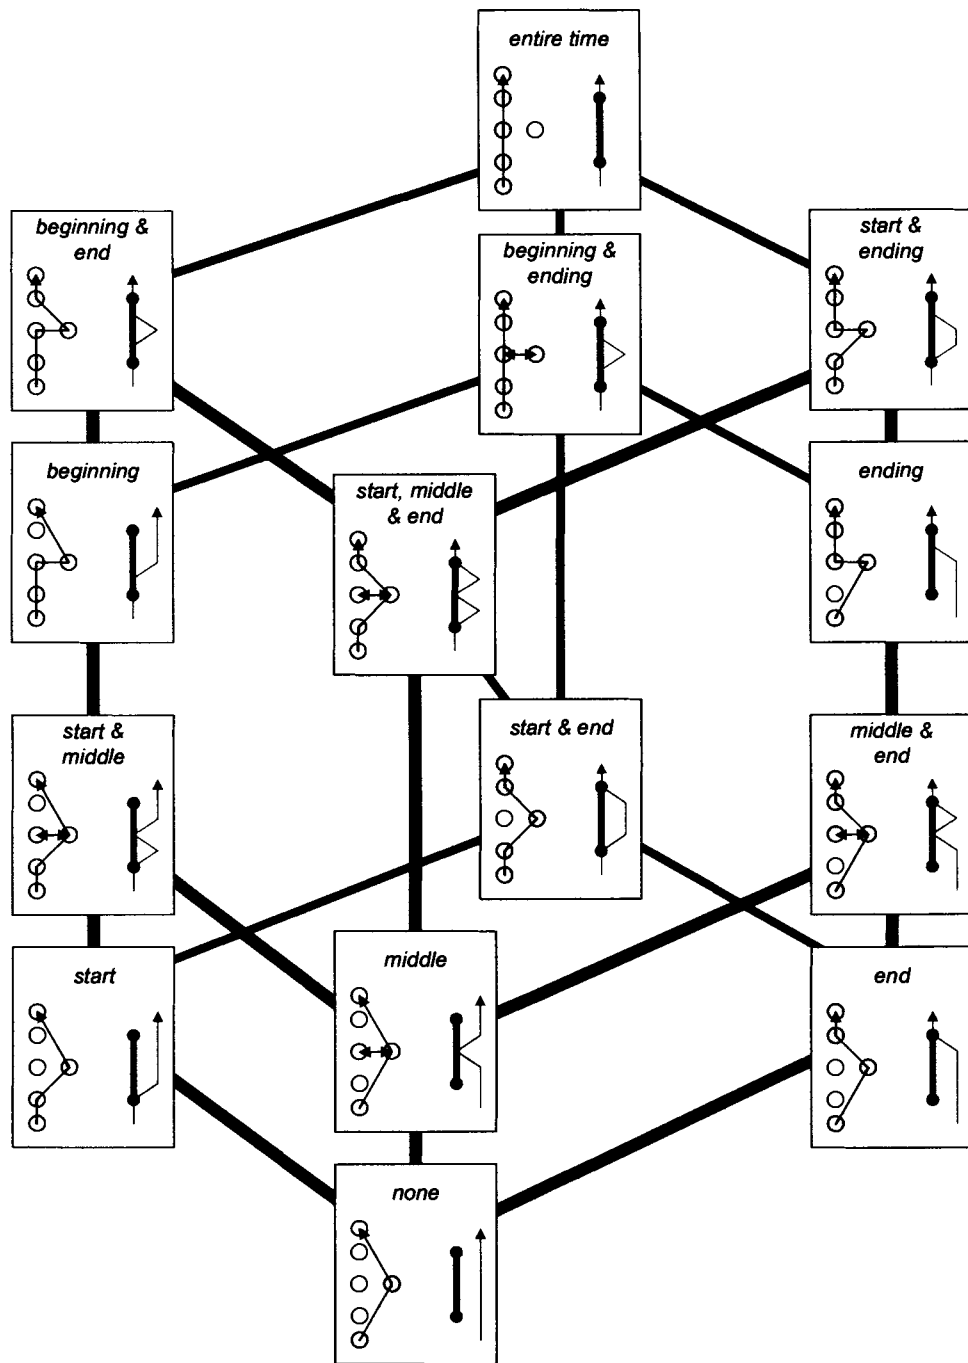 entire time
beginning &
end
beginning &
ending
start &
ending
beginning
start, middle
& end
ending
start &
middle
start & end
middle &
end
start
middle
end
none